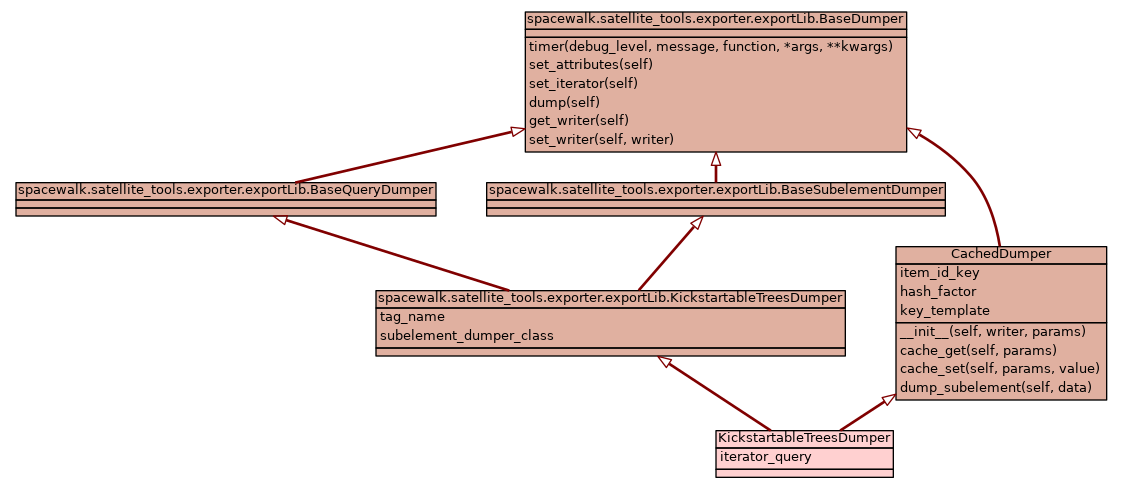 spacewalk.satellite_tools.exporter.exportLib.BaseDumper
timer(debug_level, message, function, *args, **kwargs)
set_attributes(self)
set_iterator(self)
dump(self)
get_writer(self)
set_writer(self, writer)
spacewalk.satellite_tools.exporter.exportLib.BaseQueryDumper
spacewalk.satellite_tools.exporter.exportLib.BaseSubelementDumper
CachedDumper
item_id_key
hash_factor
key_template
__init__(self, writer, params)
cache_get(self, params)
cache_set(self, params, value)
dump_subelement(self, data)
spacewalk.satellite_tools.exporter.exportLib.KickstartableTreesDumper
tag_name
subelement_dumper_class
KickstartableTreesDumper
iterator_query